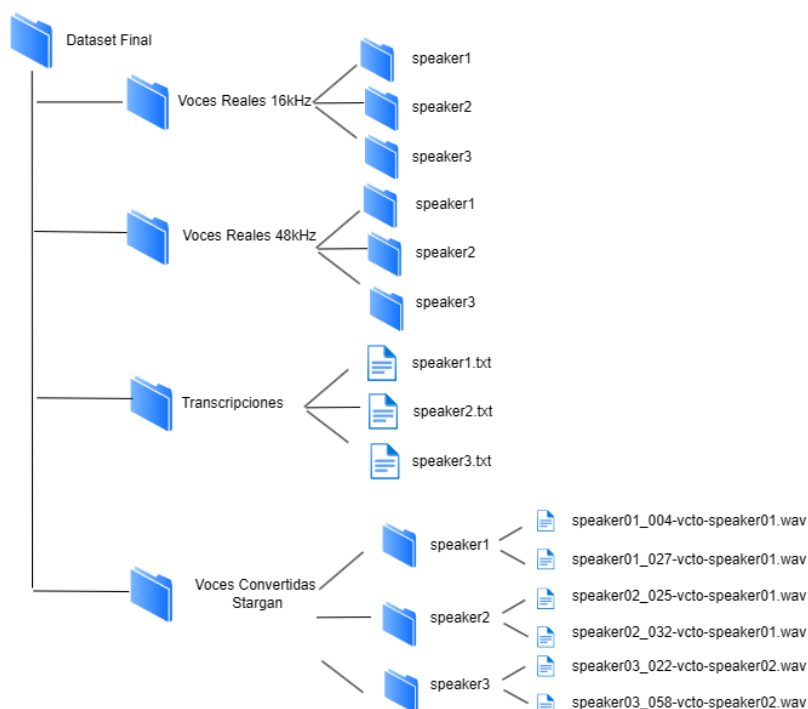 Dataset Final
Voces Reales 16kHz
speaker1
speaker2
speaker3
Voces Reales 48kHz
speaker1
speaker2
speaker3
Transcripciones
speaker1.txt
speaker2.txt
speaker3.txt
Voces Convertidas
Stargan
speaker1
speaker01_004-vcto-speaker01.wav
speaker01_027-vcto-speaker01.wav
speaker2
speaker02_025-vcto-speaker01.wav
speaker02_032-vcto-speaker01.wav
speaker3
speaker03_022-vcto-speaker02.wav
speaker03_058-vcto-speaker02.wav